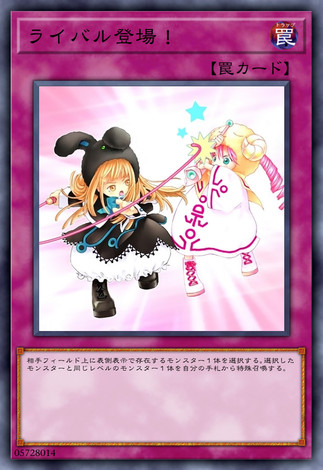 ライバル登場!
トラップ
罠
【罠カード】
相手フィールド上に表側表示で存在するモンスター1体を選択する。選択した
モンスターと同じレベルのモンスター1体を自分の手札から特殊召喚する。
05728014